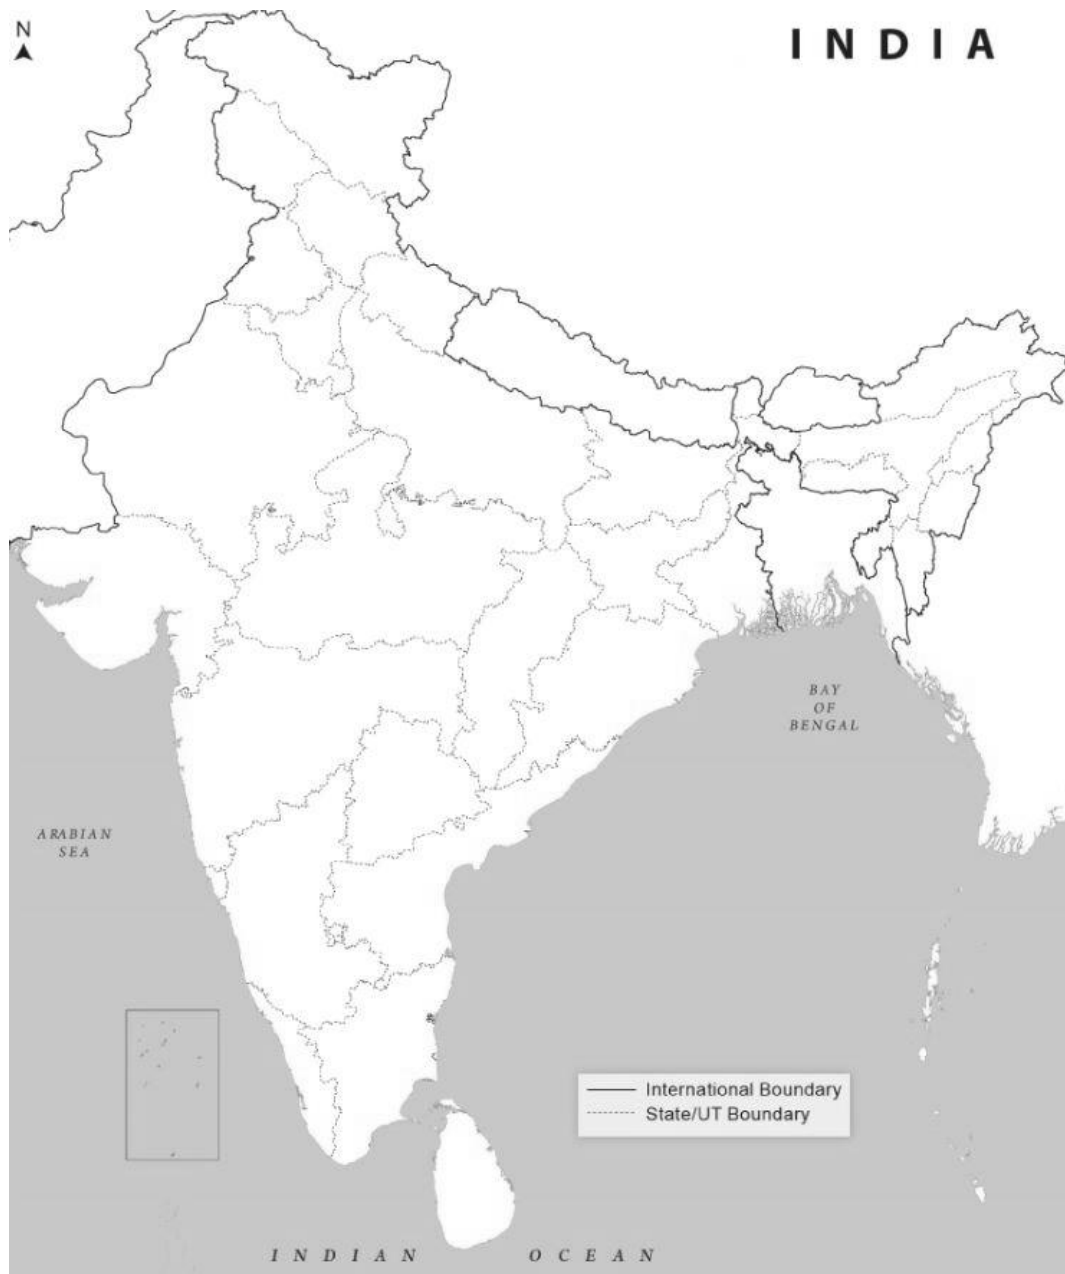 N
INDIA
BAY
OF
BENGAL
ARABIAN
SEA
International Boundary
State/UT Boundary
INDIAN OCEAN